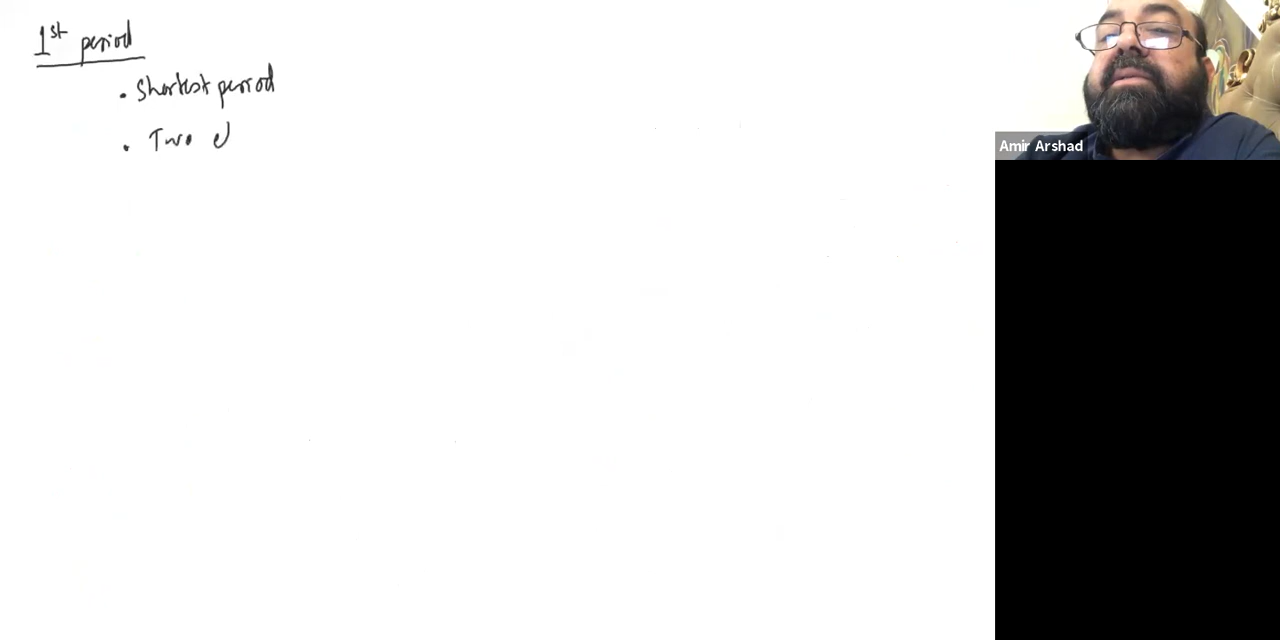 1st period
• Shortest period
• Two e
Amir Arshad